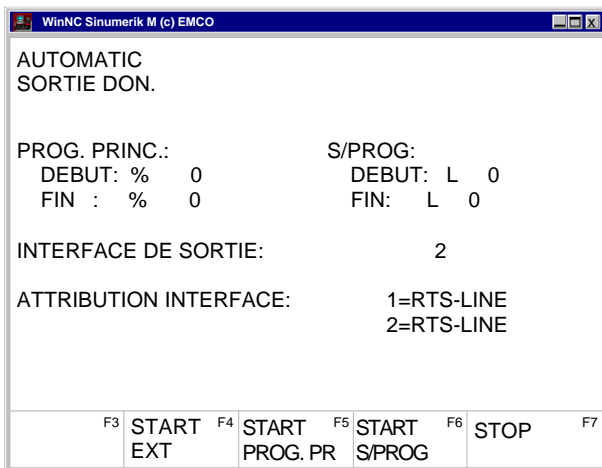 WinNC Sinumerik M (c) EMCO
AUTOMATIC
SORTIE DON.
PROG. PRINC.: S/PROG:
DEBUT: % 0 DEBUT: L 0
FIN : % 0 FIN: L 0
INTERFACE DE SORTIE: 2
ATTRIBUTION INTERFACE: 1=RTS-LINE
2=RTS-LINE
F3 START F4 START F5 START F6 STOP F7
EXT PROG. PR S/PROG